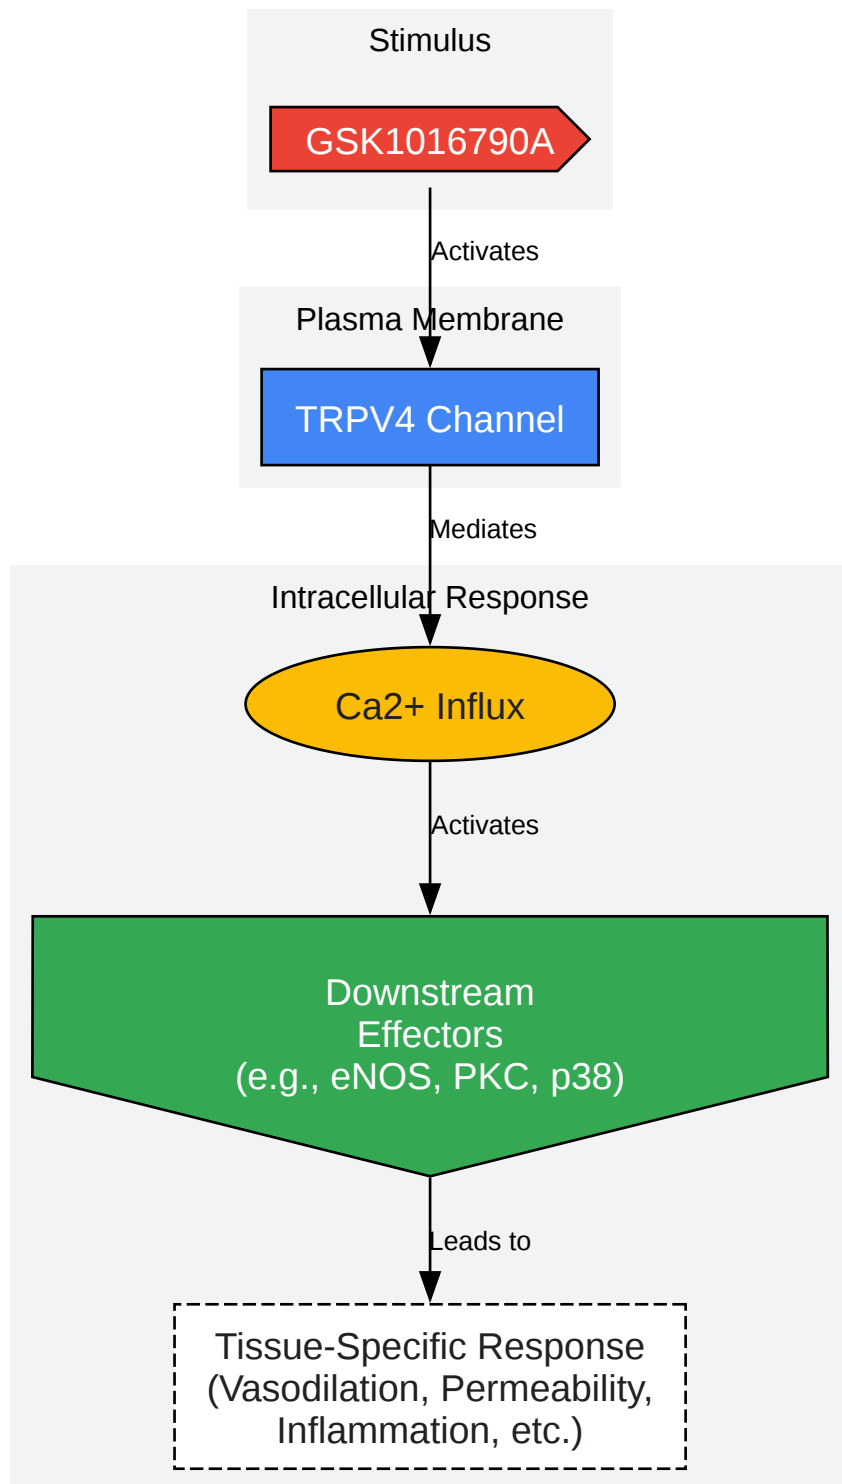 Stimulus
GSK1016790A
Activates
Plasma Membrane
TRPV4 Channel
Mediates
Intracellular Response
Ca2+ Influx
Activates
Downstream
Effectors
(e.g., eNOS, PKC, p38)
Leads to
Tissue-Specific Response
(Vasodilation, Permeability,
Inflammation, etc.)